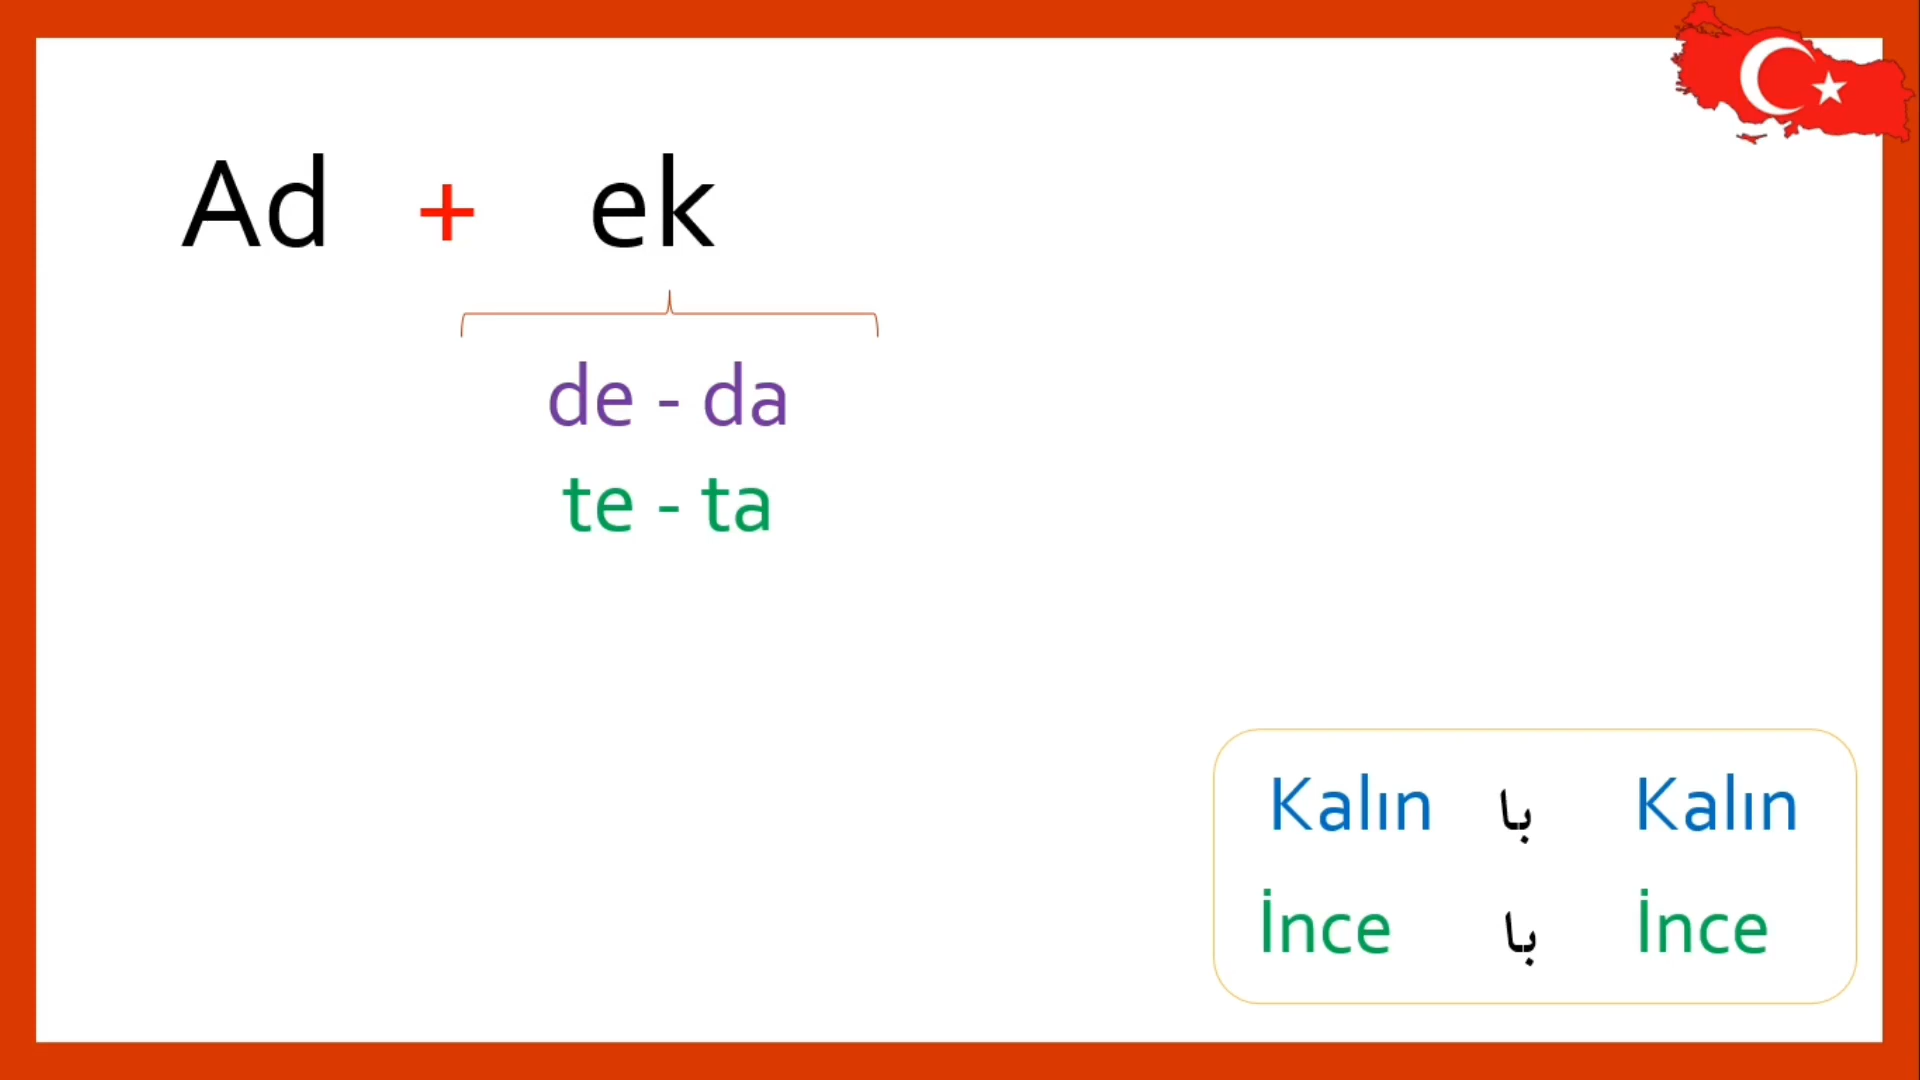 Ad + ek
de - da
te - ta
Kalın با Kalın
İnce با İnce